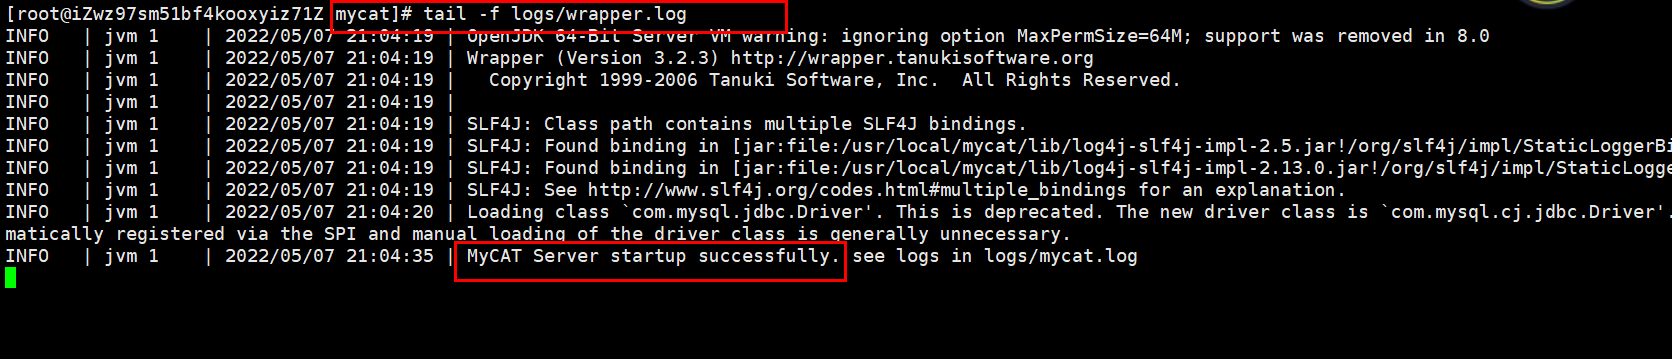 [root@iZwz97sm51bf4kooxyiz71Z mycat]# tail -f logs/wrapper.log
INFO   | jvm 1    | 2022/05/07 21:04:19 | OpenJDK 64-Bit Server VM warning: ignoring option MaxPermSize=64M; support was removed in 8.0
INFO   | jvm 1    | 2022/05/07 21:04:19 | Wrapper (Version 3.2.3) http://wrapper.tanukisoftware.org
INFO   | jvm 1    | 2022/05/07 21:04:19 |   Copyright 1999-2006 Tanuki Software, Inc.  All Rights Reserved.
INFO   | jvm 1    | 2022/05/07 21:04:19 |
INFO   | jvm 1    | 2022/05/07 21:04:19 | SLF4J: Class path contains multiple SLF4J bindings.
INFO   | jvm 1    | 2022/05/07 21:04:19 | SLF4J: Found binding in [jar:file:/usr/local/mycat/lib/log4j-slf4j-impl-2.5.jar!/org/slf4j/impl/StaticLoggerBi
INFO   | jvm 1    | 2022/05/07 21:04:19 | SLF4J: Found binding in [jar:file:/usr/local/mycat/lib/log4j-slf4j-impl-2.13.0.jar!/org/slf4j/impl/StaticLogge
INFO   | jvm 1    | 2022/05/07 21:04:19 | SLF4J: See http://www.slf4j.org/codes.html#multiple_bindings for an explanation.
INFO   | jvm 1    | 2022/05/07 21:04:20 | Loading class `com.mysql.jdbc.Driver'. This is deprecated. The new driver class is `com.mysql.cj.jdbc.Driver'.
matically registered via the SPI and manual loading of the driver class is generally unnecessary.
INFO   | jvm 1    | 2022/05/07 21:04:35 | MyCAT Server startup successfully. see logs in logs/mycat.log